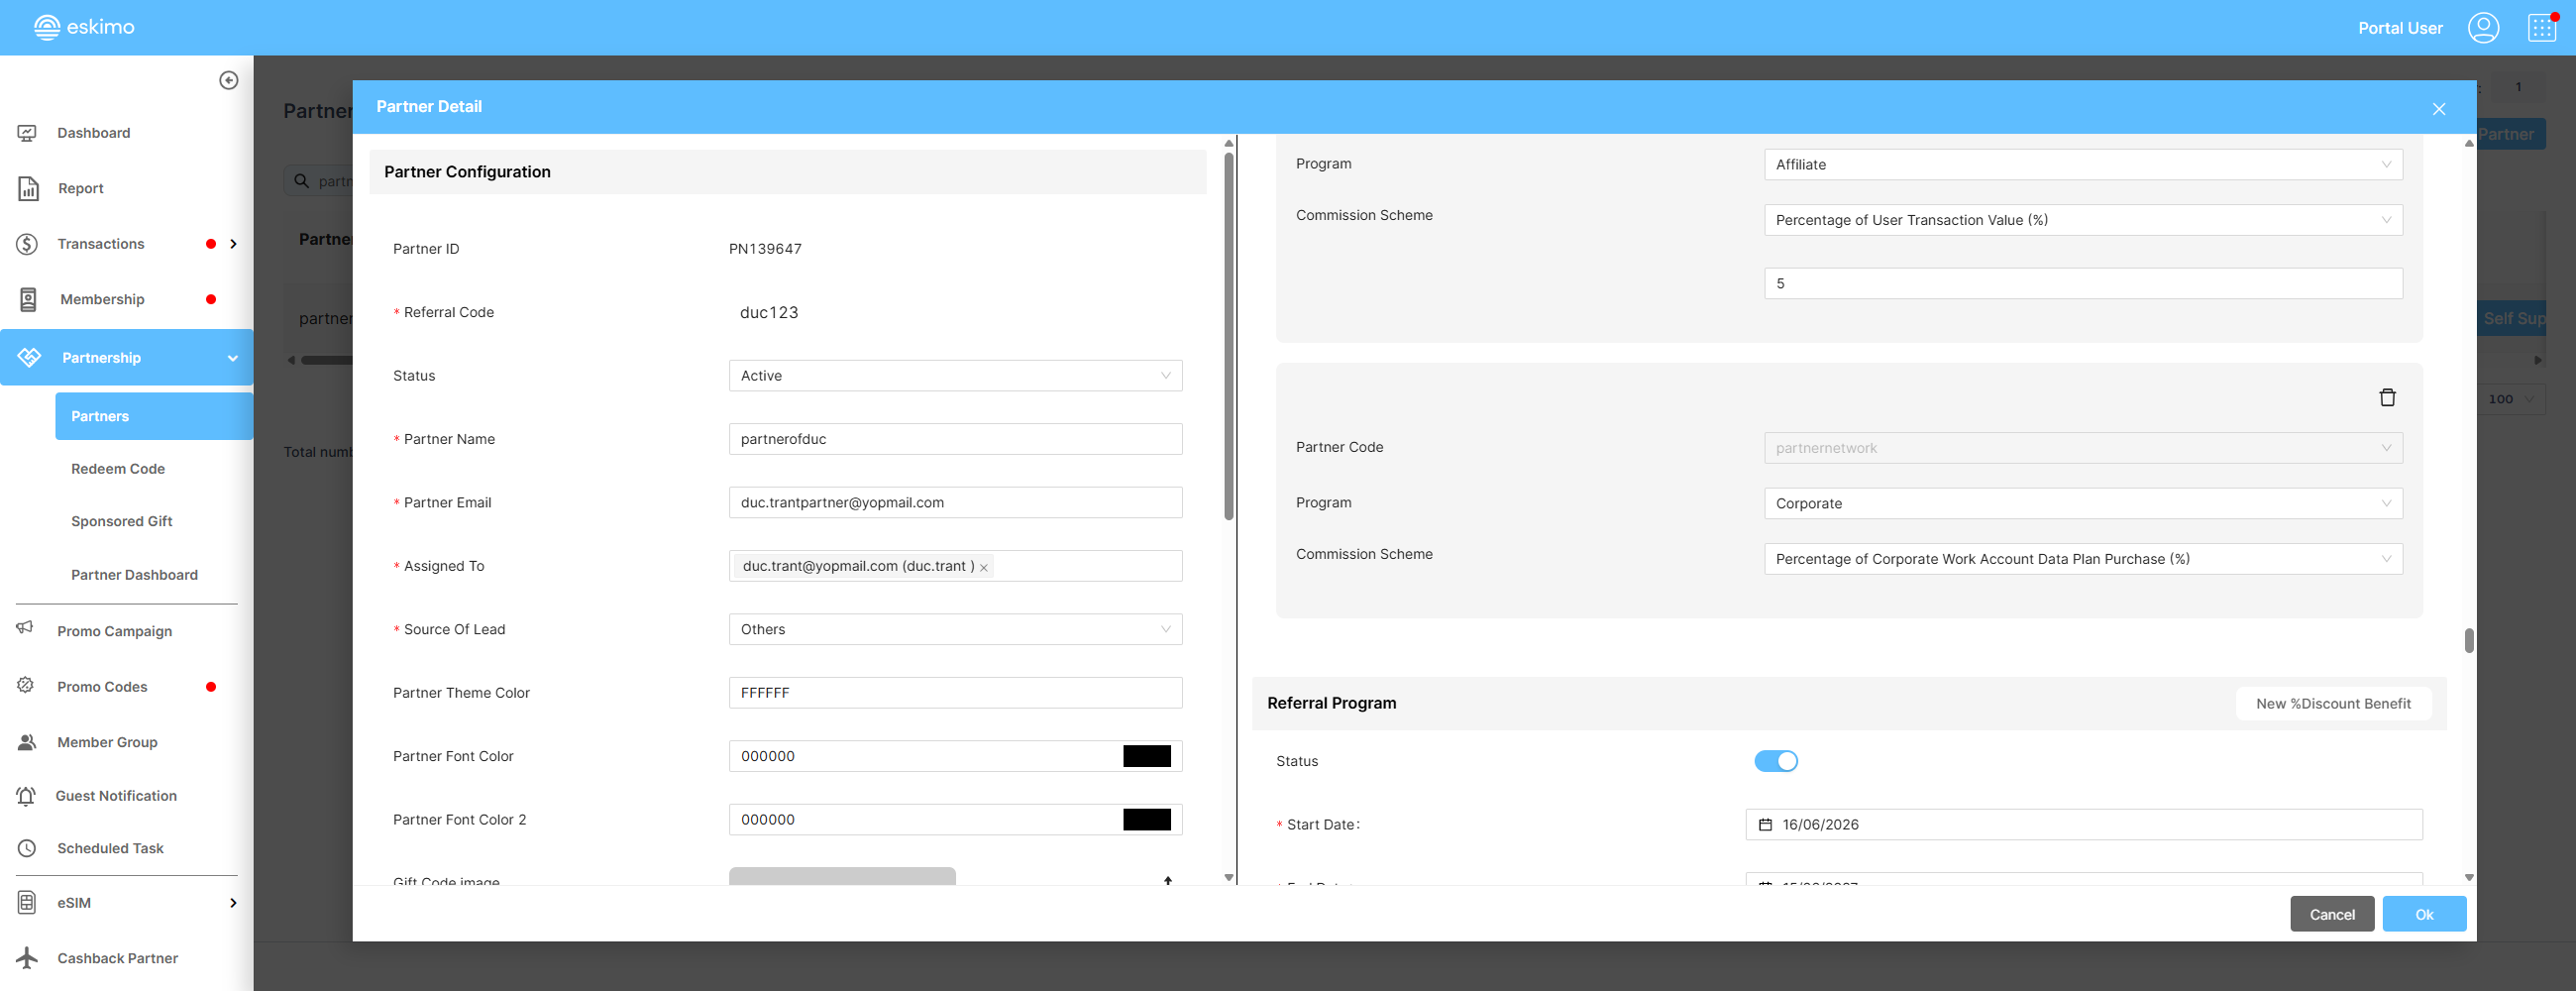 eskimo
Portal User
Dashboard
Report
Transactions
Membership
Partnership
Partners
Redeem Code
Sponsored Gift
Partner Dashboard
Promo Campaign
Promo Codes
Member Group
Guest Notification
Scheduled Task
eSIM
Cashback Partner
Partner
1
Partner
partn
Partne
partner
Self Sup
100
Total numb
Partner Detail
Partner Configuration
Partner ID PN139647
* Referral Code duc123
Status Active
* Partner Name partnerofduc
* Partner Email duc.trantpartner@yopmail.com
* Assigned To duc.trant@yopmail.com (duc.trant )
* Source Of Lead Others
Partner Theme Color FFFFFF
Partner Font Color 000000
Partner Font Color 2 000000
Gift Code image
Program Affiliate
Commission Scheme Percentage of User Transaction Value (%)
5
Partner Code partnernetwork
Program Corporate
Commission Scheme Percentage of Corporate Work Account Data Plan Purchase (%)
Referral Program New %Discount Benefit
Status
* Start Date: 16/06/2026
Cancel Ok